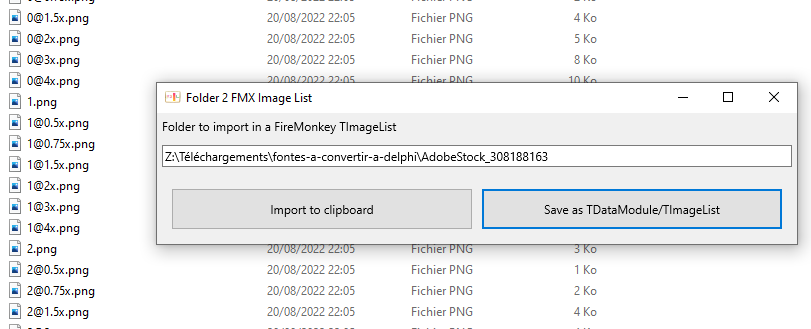 0@1.5x.png 20/08/2022 22:05 Fichier PNG 4 Ko
0@2x.png 20/08/2022 22:05 Fichier PNG 5 Ko
0@3x.png 20/08/2022 22:05 Fichier PNG 8 Ko
0@4x.png 20/08/2022 22:05 Fichier PNG 10 Ko
1.png
1@0.5x.png
1@0.75x.png
1@1.5x.png
1@2x.png
1@3x.png
1@4x.png
Folder 2 FMX Image List
Folder to import in a FireMonkey TImageList
Z:\Téléchargements\fontes-a-convertir-a-delphi\AdobeStock_308188163
Import to clipboard
Save as TDataModule/TImageList
2.png 20/08/2022 22:05 Fichier PNG 3 Ko
2@0.5x.png 20/08/2022 22:05 Fichier PNG 1 Ko
2@0.75x.png 20/08/2022 22:05 Fichier PNG 2 Ko
2@1.5x.png 20/08/2022 22:05 Fichier PNG 4 Ko